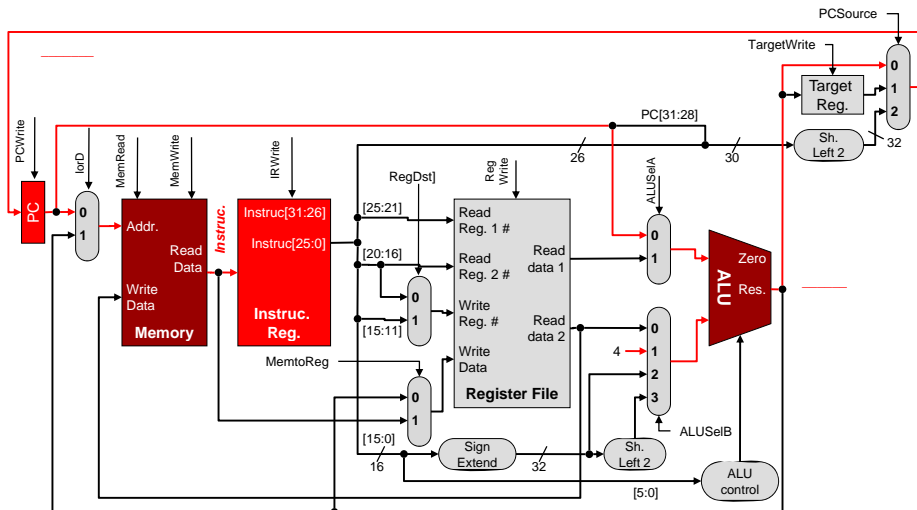 PCSource
TargetWrite
0
1
2
Target
Reg.
PC[31:28]
Sh.
Left 2
32
26
30
PCWrite
IorD
MemRead
MemWrite
IRWrite
RegDst]
Reg
Write
ALUSelA
PC
0
1
Addr.
Read
Data
Write
Data
Memory
Instruc.
Instruc[31:26]
Instruc[25:0]
Instruc.
Reg.
[25:21]
[20:16]
[15:11]
0
1
Read
Reg. 1 #
Read
Reg. 2 #
Write
Reg. #
Write
Data
Read
data 1
Read
data 2
Register File
0
1
4
0
1
2
3
ALU
Zero
Res.
MemtoReg
0
1
ALUSelB
[15:0]
16
Sign
Extend
32
Sh.
Left 2
[5:0]
ALU
control